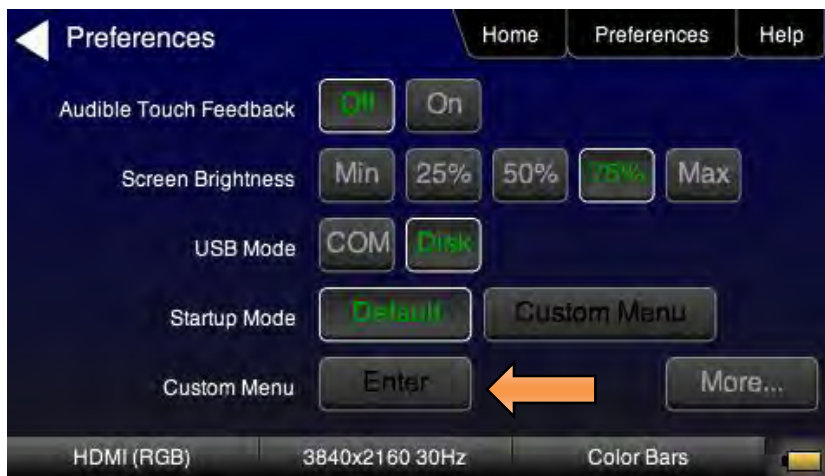 Preferences Home Preferences Help
Audible Touch Feedback Off On
Screen Brightness Min 25% 50% 75% Max
USB Mode COM Disk
Startup Mode Default Custom Menu
Custom Menu Enter More...
HDMI (RGB) 3840x2160 30Hz Color Bars